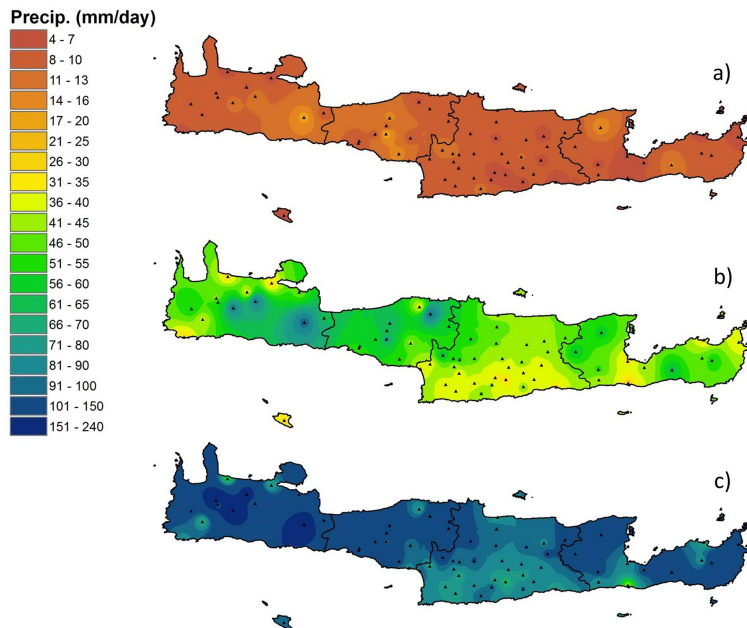 Precip. (mm/day)
4 - 7
8 - 10
11 - 13
14 - 16
17 - 20
21 - 25
26 - 30
31 - 35
36 - 40
41 - 45
46 - 50
51 - 55
56 - 60
61 - 65
66 - 70
71 - 80
81 - 90
91 - 100
101 - 150
151 - 240
a)
b)
c)